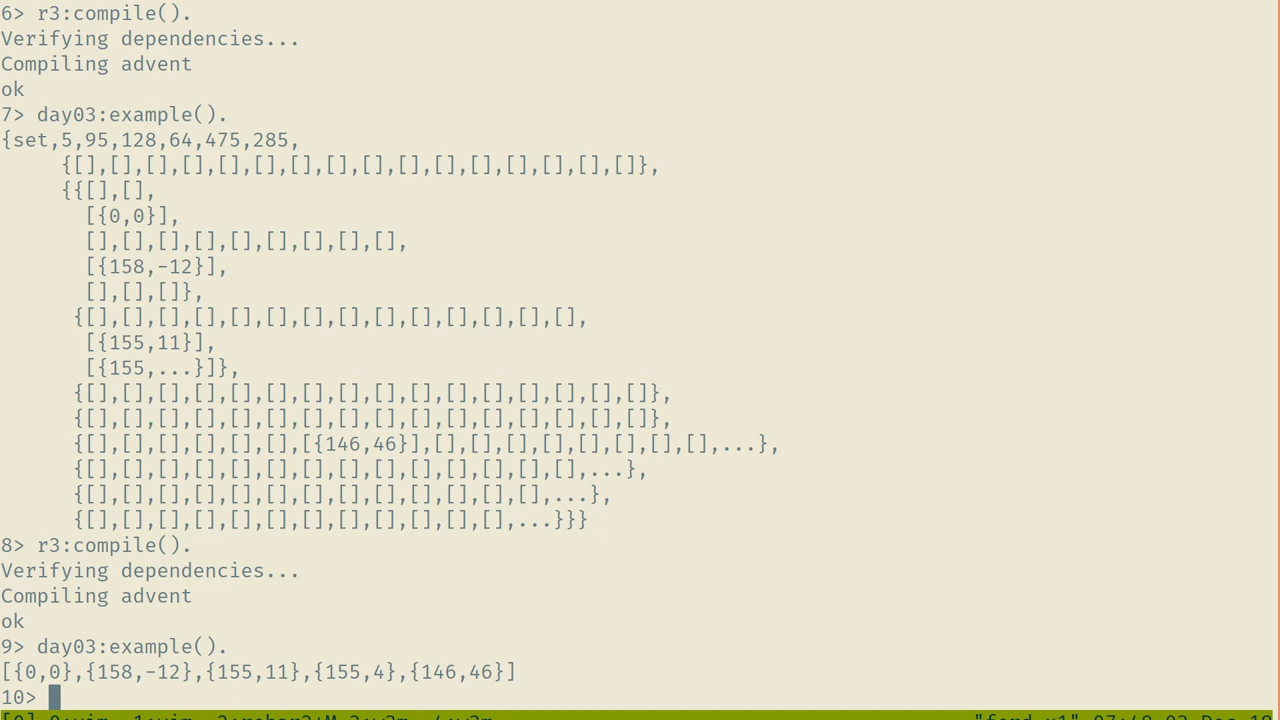 6> r3:compile().
Verifying dependencies...
Compiling advent
ok
7> day03:example().
{set,5,95,128,64,475,285,
{[],[],[],[],[],[],[],[],[],[],[],[],[],[],[],[]},
{{[],[],
[{0,0}],
[],[],[],[],[],[],[],[],[],
[{158,-12}],
[],[],[]},
{[],[],[],[],[],[],[],[],[],[],[],[],[],[],
[{155,11}],
[{155,...}]},
{[],[],[],[],[],[],[],[],[],[],[],[],[],[],[],[]},
{[],[],[],[],[],[],[],[],[],[],[],[],[],[],[],[]},
{[],[],[],[],[],[],[{146,46}],[],[],[],[],[],[],[],[],...},
{[],[],[],[],[],[],[],[],[],[],[],[],[],[],...},
{[],[],[],[],[],[],[],[],[],[],[],[],[],...},
{[],[],[],[],[],[],[],[],[],[],[],[],...}}}
8> r3:compile().
Verifying dependencies...
Compiling advent
ok
9> day03:example().
[{0,0},{158,-12},{155,11},{155,4},{146,46}]
10>